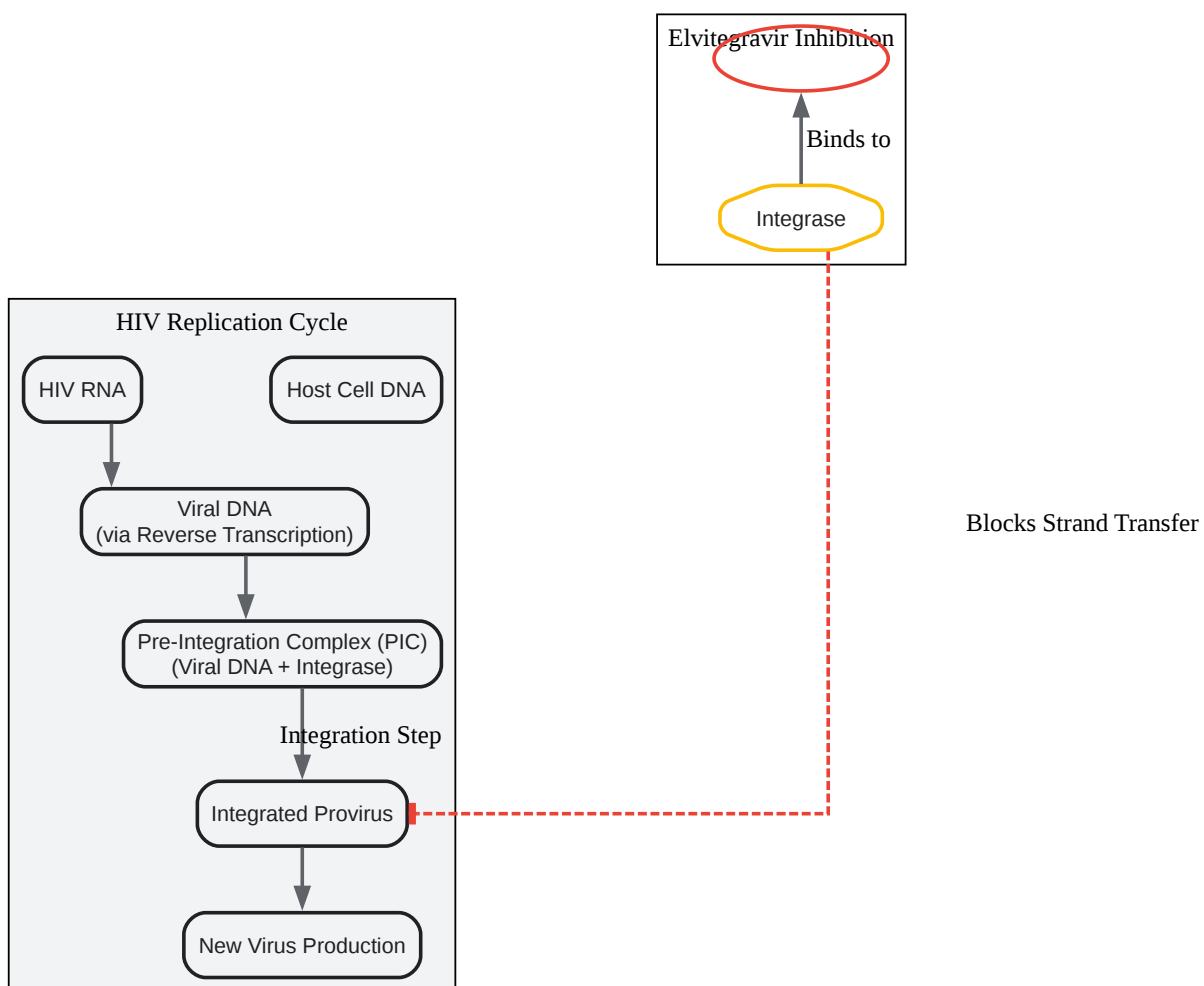 Elvitegravir Inhibition
Binds to
Integrase
HIV Replication Cycle
HIV RNA
Host Cell DNA
Viral DNA
(via Reverse Transcription)
Blocks Strand Transfer
Pre-Integration Complex (PIC)
(Viral DNA + Integrase)
Integration Step
Integrated Provirus
New Virus Production